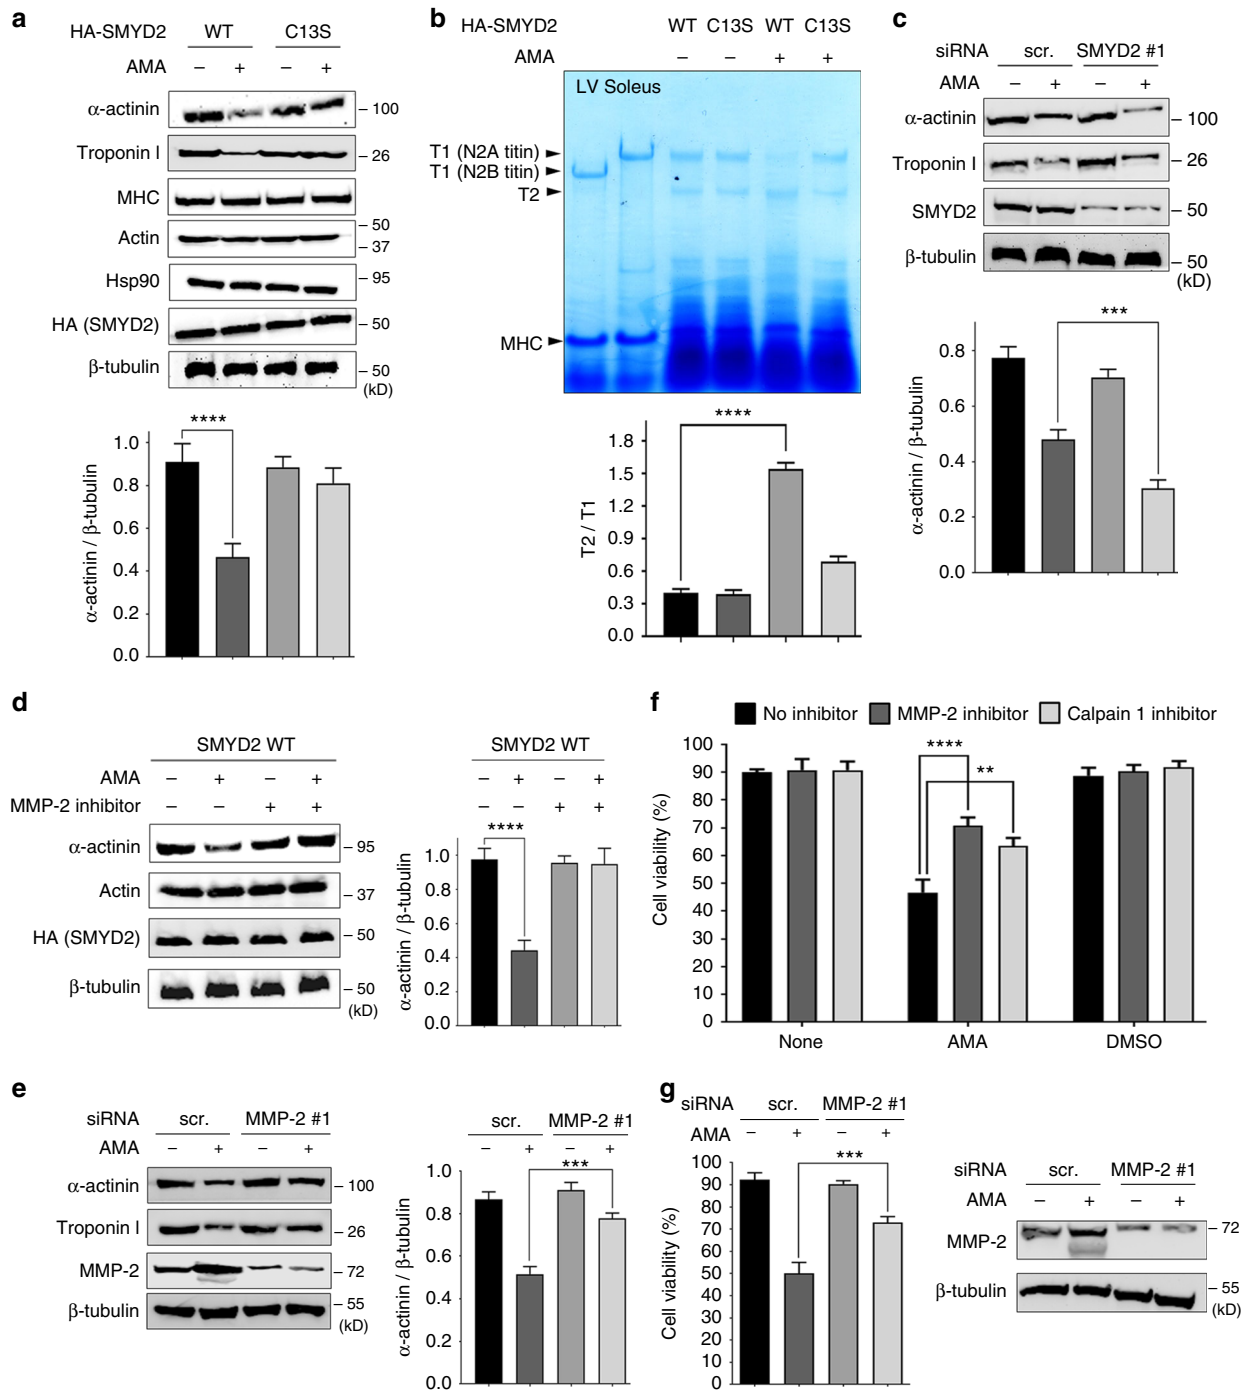 a
HA-SMYD2 WT C13S
AMA – + – +
α-actinin – 100
Troponin I – 26
MHC
Actin – 50
– 37
Hsp90 – 95
HA (SMYD2) – 50
β-tubulin – 50
(kD)
****
α-actinin / β-tubulin
1.0
0.8
0.6
0.4
0.2
0.0
b
HA-SMYD2 WT C13S WT C13S
AMA – – + +
LV Soleus
T1 (N2A titin)
T1 (N2B titin)
T2
MHC
****
T2 / T1
1.8
1.5
1.2
0.9
0.6
0.3
0.0
c
siRNA scr. SMYD2 #1
AMA – + – +
α-actinin – 100
Troponin I – 26
SMYD2 – 50
β-tubulin – 50
(kD)
***
α-actinin / β-tubulin
0.8
0.6
0.4
0.2
0.0
d
SMYD2 WT
AMA – + – +
MMP-2 inhibitor – – + +
α-actinin – 95
Actin – 37
HA (SMYD2) – 50
β-tubulin – 50
(kD)
SMYD2 WT
– + – +
– – + +
****
α-actinin / β-tubulin
1.0
0.8
0.6
0.4
0.2
0.0
f
No inhibitor MMP-2 inhibitor Calpain 1 inhibitor
****
**
Cell viability (%)
100
90
80
70
60
50
40
30
20
10
0
None AMA DMSO
e
siRNA scr. MMP-2 #1
AMA – + – +
α-actinin – 100
Troponin I – 26
MMP-2 – 72
β-tubulin – 55
(kD)
scr. MMP-2 #1
– + – +
***
α-actinin / β-tubulin
1.0
0.8
0.6
0.4
0.2
0.0
g
siRNA scr. MMP-2 #1
AMA – + – +
***
Cell viability (%)
100
90
80
70
60
50
40
30
20
10
0
siRNA scr. MMP-2 #1
AMA – + – +
MMP-2 – 72
β-tubulin – 55
(kD)